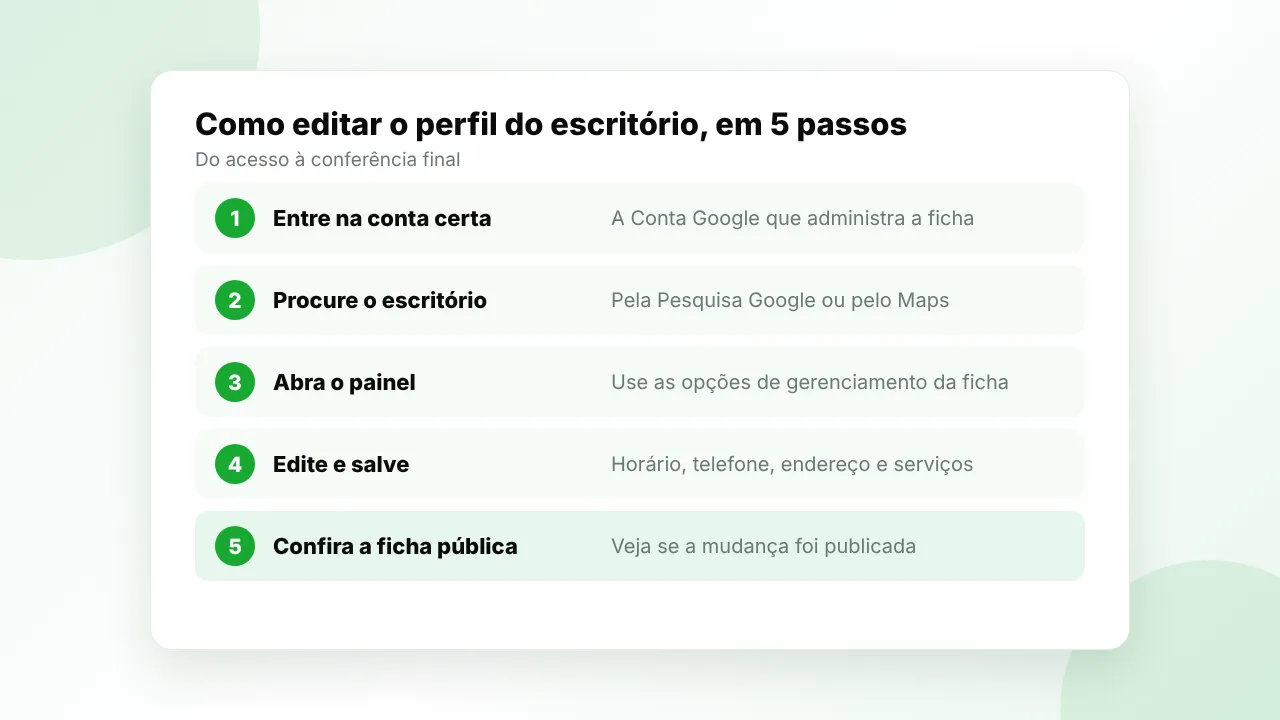 Como editar o perfil do escritório, em 5 passos
Do acesso à conferência final
1 Entre na conta certa A Conta Google que administra a ficha
2 Procure o escritório Pela Pesquisa Google ou pelo Maps
3 Abra o painel Use as opções de gerenciamento da ficha
4 Edite e salve Horário, telefone, endereço e serviços
5 Confira a ficha pública Veja se a mudança foi publicada